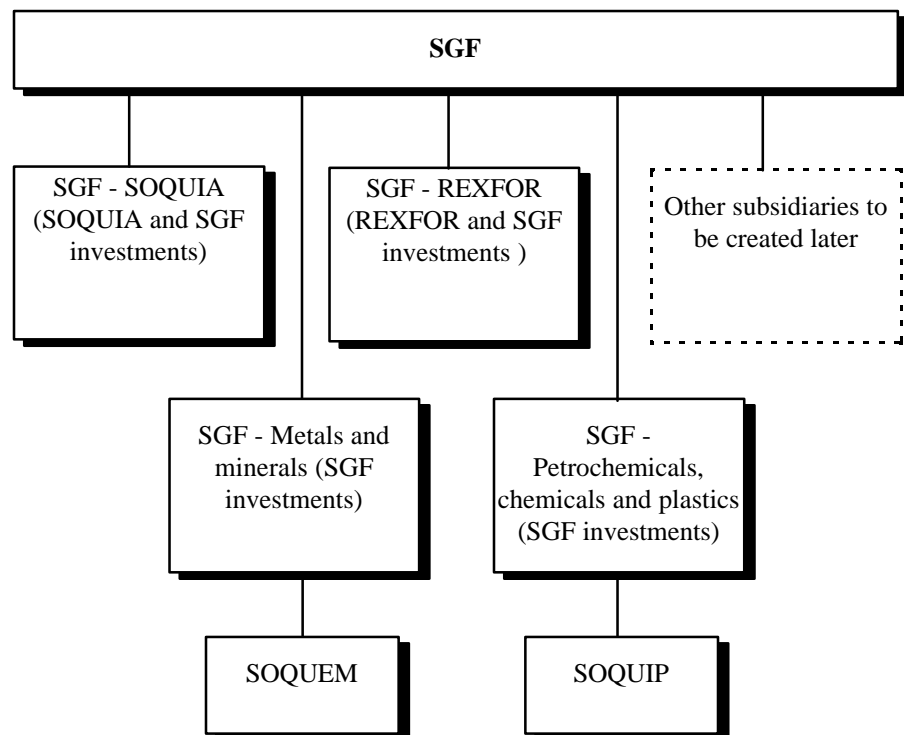 SGF
SGF - SOQUIA
(SOQUIA and SGF
investments)
SGF - REXFOR
(REXFOR and SGF
investments )
Other subsidiaries to
be created later
SGF - Metals and
minerals (SGF
investments)
SGF -
Petrochemicals,
chemicals and plastics
(SGF investments)
SOQUEM
SOQUIP